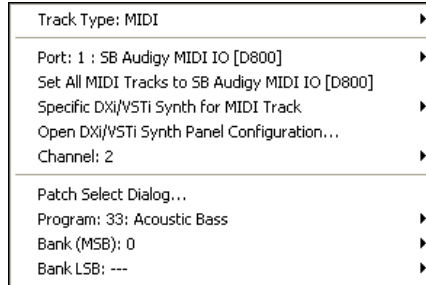 Track Type: MIDI
Port: 1 : SB Audigy MIDI IO [D800]
Set All MIDI Tracks to SB Audigy MIDI IO [D800]
Specific DXi/VSTi Synth for MIDI Track
Open DXi/VSTi Synth Panel Configuration...
Channel: 2
Patch Select Dialog...
Program: 33: Acoustic Bass
Bank (MSB): 0
Bank LSB: ---